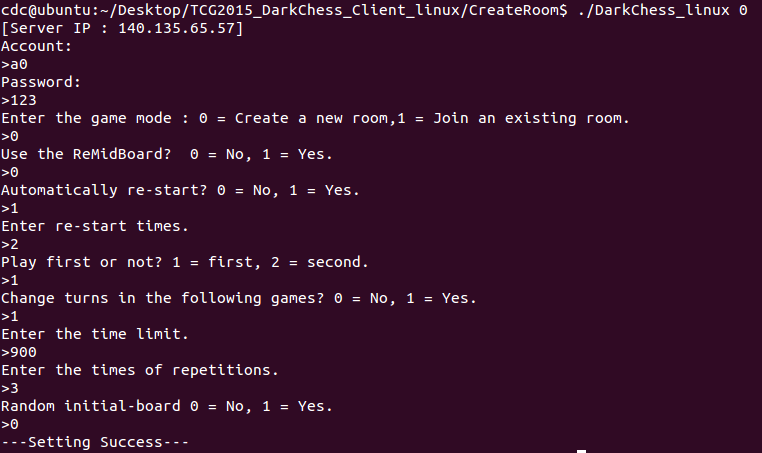 cdc@ubuntu:~/Desktop/TCG2015_DarkChess_Client_linux/CreateRoom$ ./DarkChess_linux 0
[Server IP : 140.135.65.57]
Account:
>a0
Password:
>123
Enter the game mode : 0 = Create a new room,1 = Join an existing room.
>0
Use the ReMidBoard?  0 = No, 1 = Yes.
>0
Automatically re-start? 0 = No, 1 = Yes.
>1
Enter re-start times.
>2
Play first or not? 1 = first, 2 = second.
>1
Change turns in the following games? 0 = No, 1 = Yes.
>1
Enter the time limit.
>900
Enter the times of repetitions.
>3
Random initial-board 0 = No, 1 = Yes.
>0
---Setting Success---